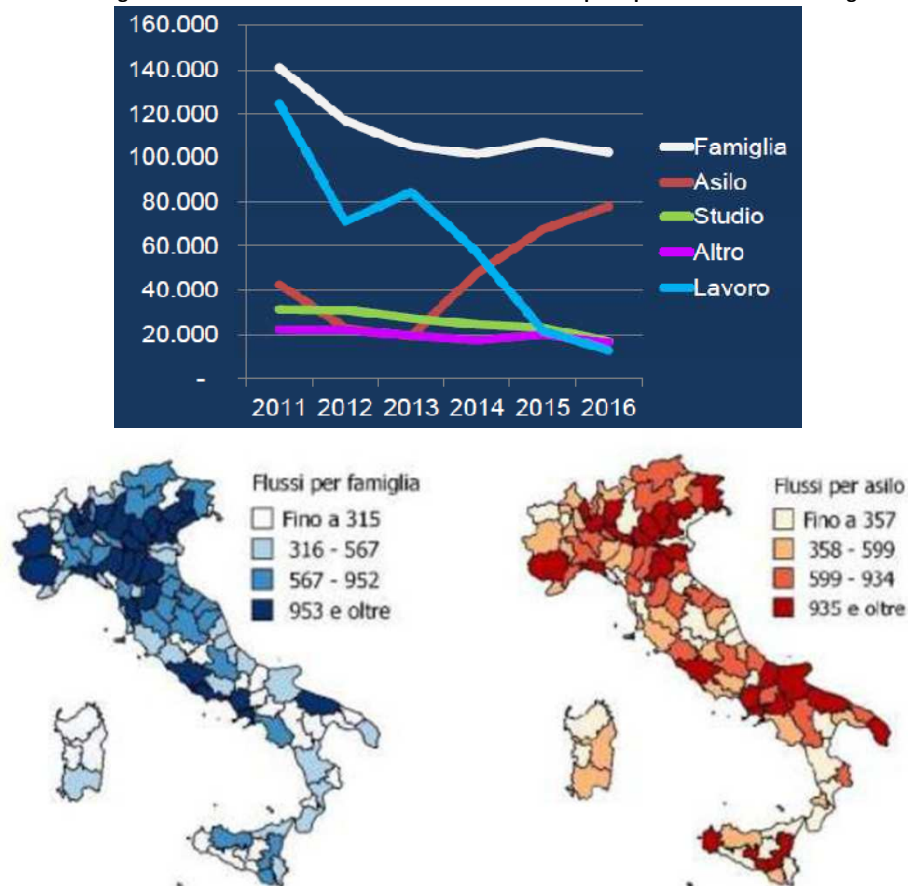 160.000
140.000
120.000
100.000
80.000
60.000
40.000
20.000
-
2011 2012 2013 2014 2015 2016
Famiglia
Asilo
Studio
Altro
Lavoro
Flussi per famiglia
Fino a 315
316 - 567
567 - 952
953 e oltre
Flussi per asilo
Fino a 357
358 - 599
599 - 934
935 e oltre